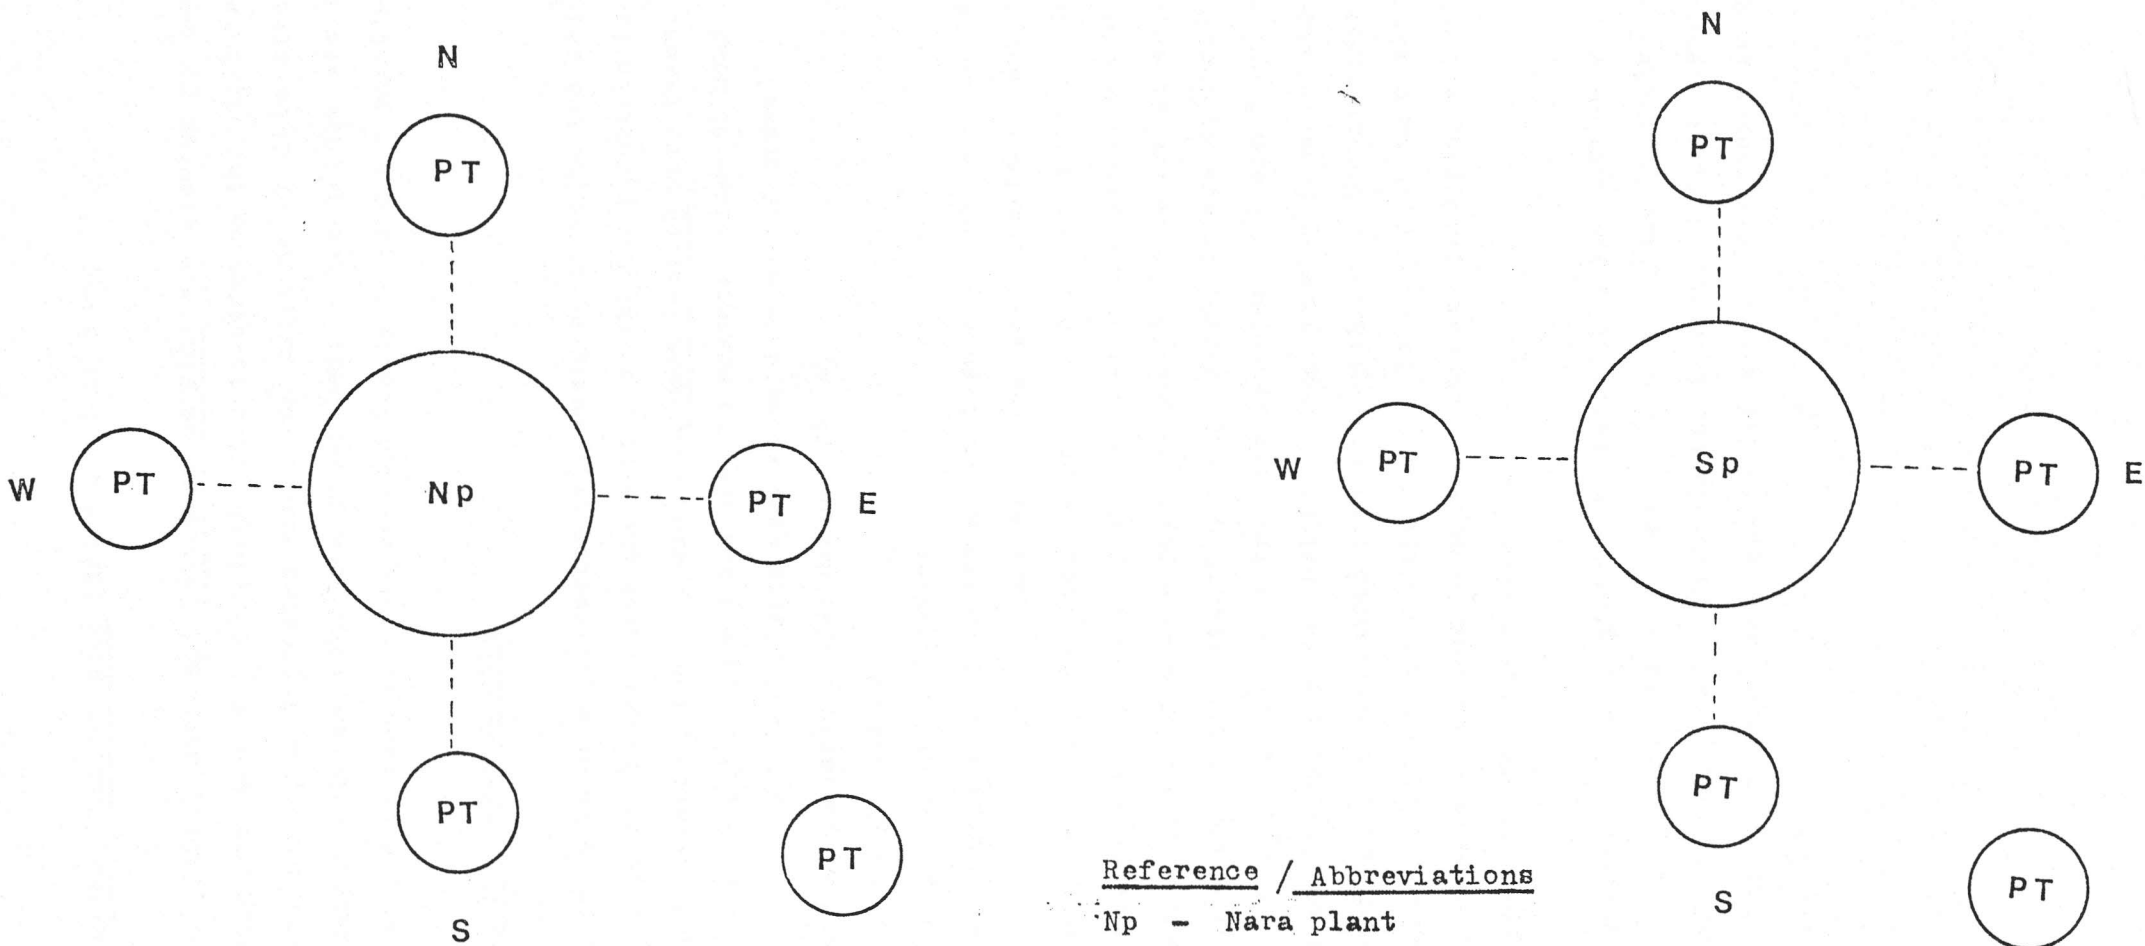 N
PT
W
PT
Np
PT
E
PT
S
PT
N
PT
W
PT
Sp
PT
E
PT
S
PT
Reference / Abbreviations
Np - Nara plant